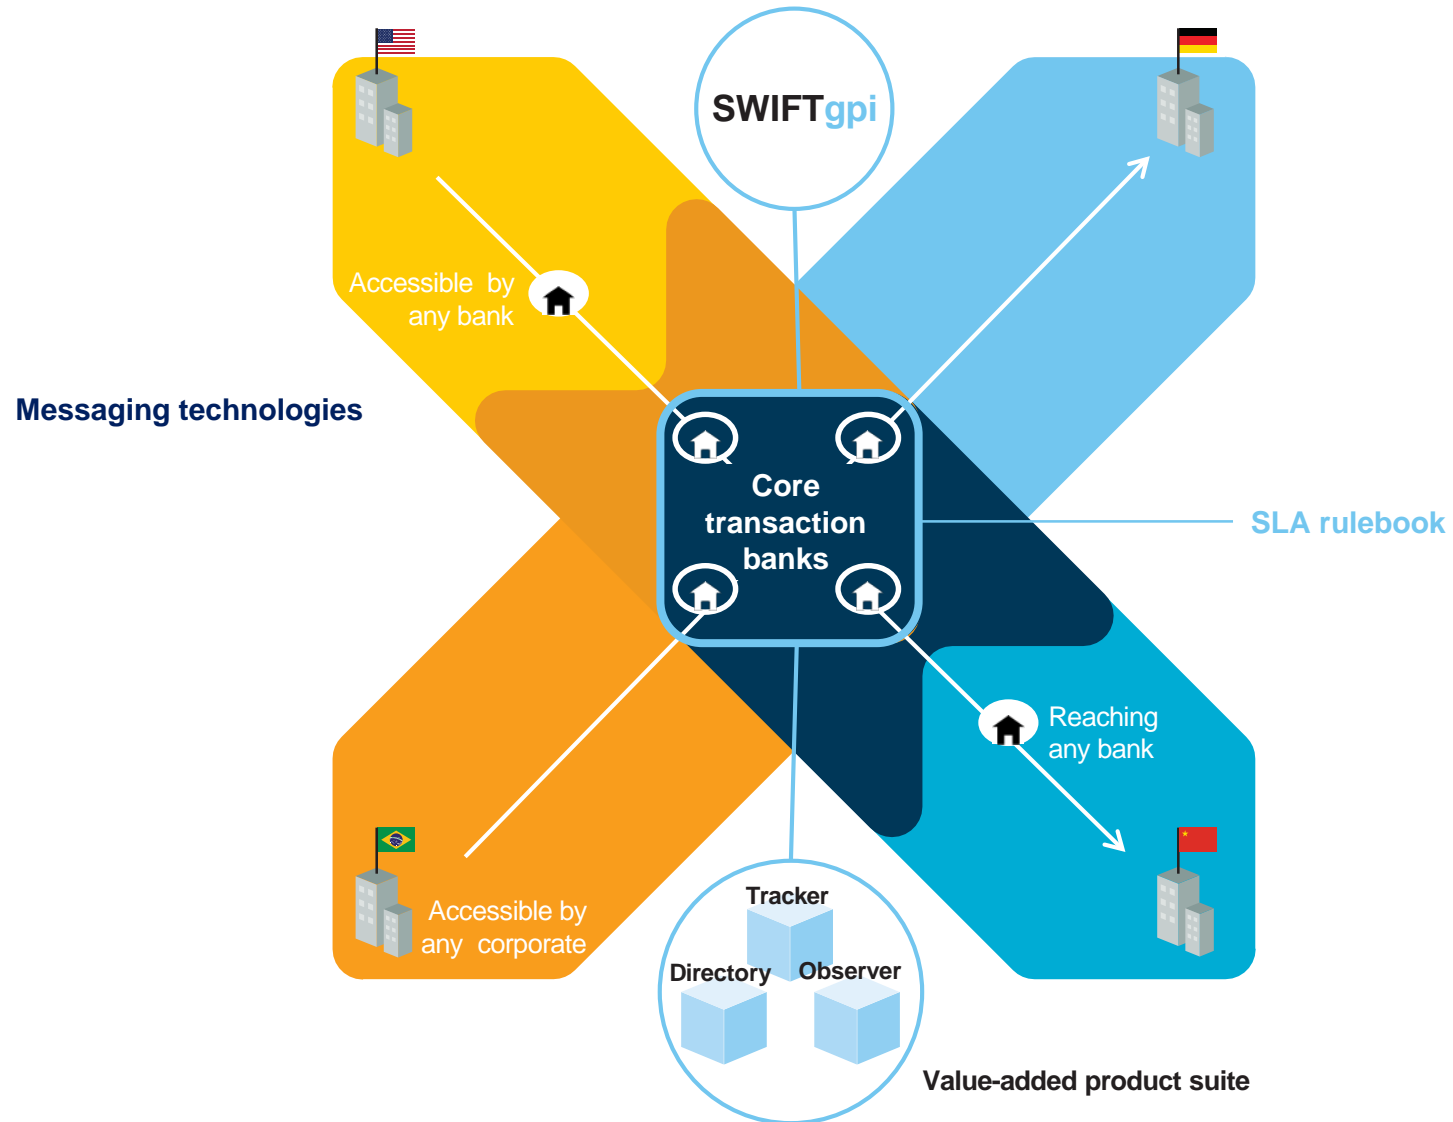 SWIFTgpi
Accessible by
any bank
Messaging technologies
Core
transaction
banks
SLA rulebook
Reaching
any bank
Accessible by
any corporate
Tracker
Directory
Observer
Value-added product suite